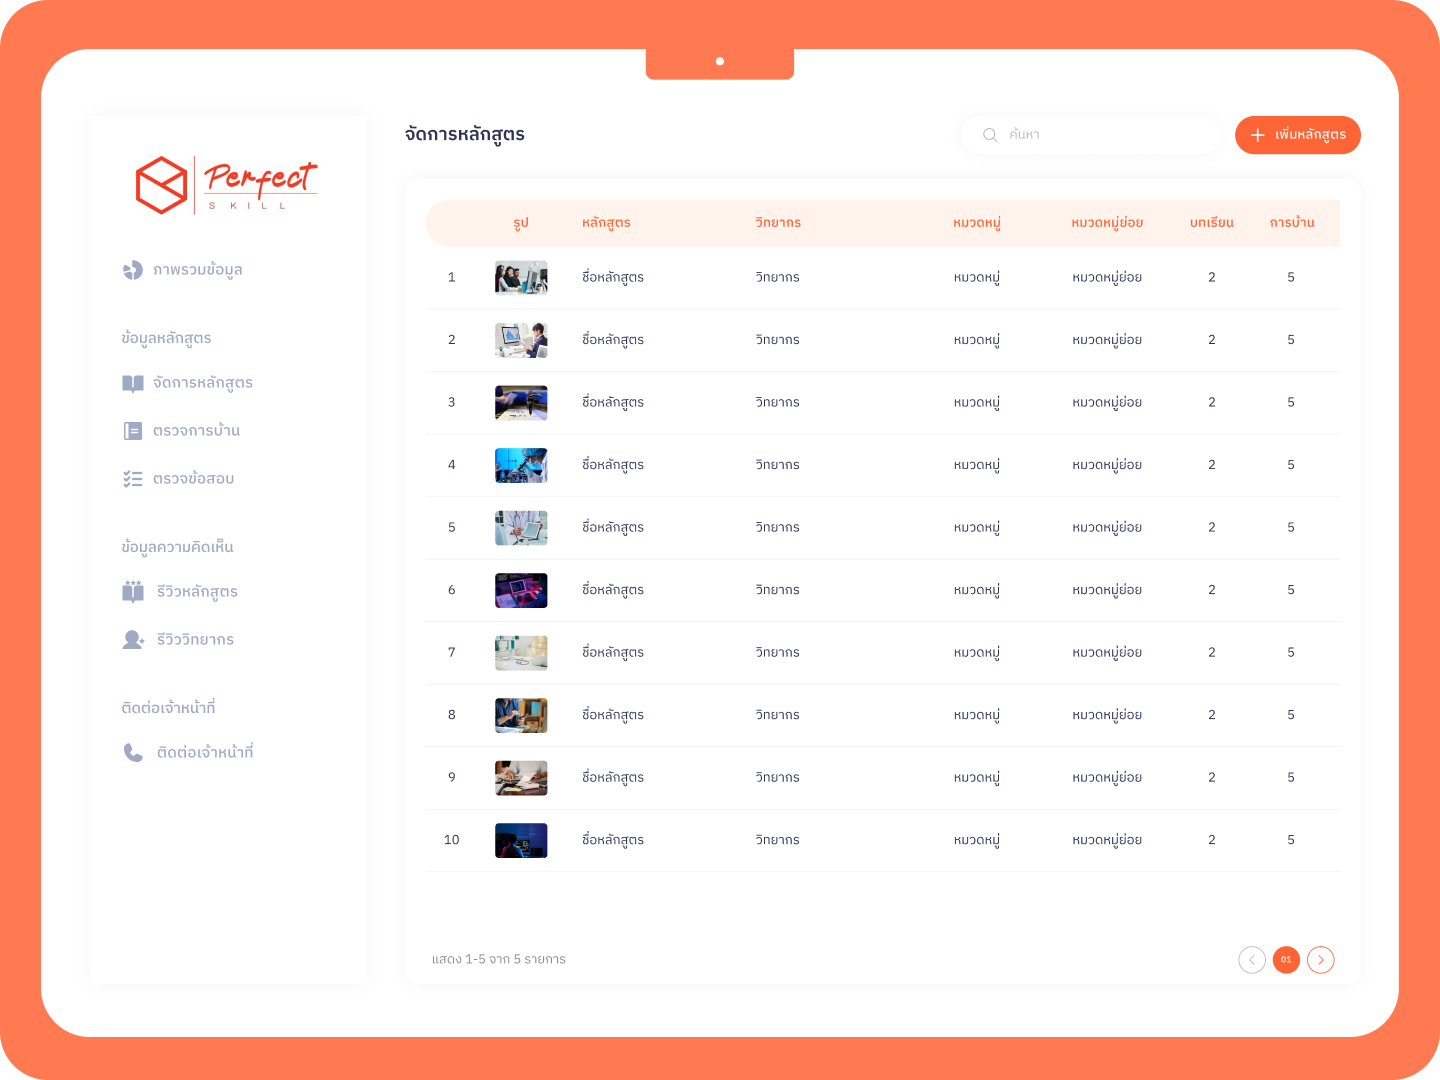 Perfect
SKILL
ภาพรวมข้อมูล
ข้อมูลหลักสูตร
จัดการหลักสูตร
ตรวจการบ้าน
ตรวจข้อสอบ
ข้อมูลความคิดเห็น
รีวิวหลักสูตร
รีวิววิทยากร
ติดต่อเจ้าหน้าที่
ติดต่อเจ้าหน้าที่
จัดการหลักสูตร
ค้นหา
เพิ่มหลักสูตร
รูป หลักสูตร วิทยากร หมวดหมู่ หมวดหมู่ย่อย บทเรียน การบ้าน
1 ชื่อหลักสูตร วิทยากร หมวดหมู่ หมวดหมู่ย่อย 2 5
2 ชื่อหลักสูตร วิทยากร หมวดหมู่ หมวดหมู่ย่อย 2 5
3 ชื่อหลักสูตร วิทยากร หมวดหมู่ หมวดหมู่ย่อย 2 5
4 ชื่อหลักสูตร วิทยากร หมวดหมู่ หมวดหมู่ย่อย 2 5
5 ชื่อหลักสูตร วิทยากร หมวดหมู่ หมวดหมู่ย่อย 2 5
6 ชื่อหลักสูตร วิทยากร หมวดหมู่ หมวดหมู่ย่อย 2 5
7 ชื่อหลักสูตร วิทยากร หมวดหมู่ หมวดหมู่ย่อย 2 5
8 ชื่อหลักสูตร วิทยากร หมวดหมู่ หมวดหมู่ย่อย 2 5
9 ชื่อหลักสูตร วิทยากร หมวดหมู่ หมวดหมู่ย่อย 2 5
10 ชื่อหลักสูตร วิทยากร หมวดหมู่ หมวดหมู่ย่อย 2 5
แสดง 1-5 จาก 5 รายการ
01